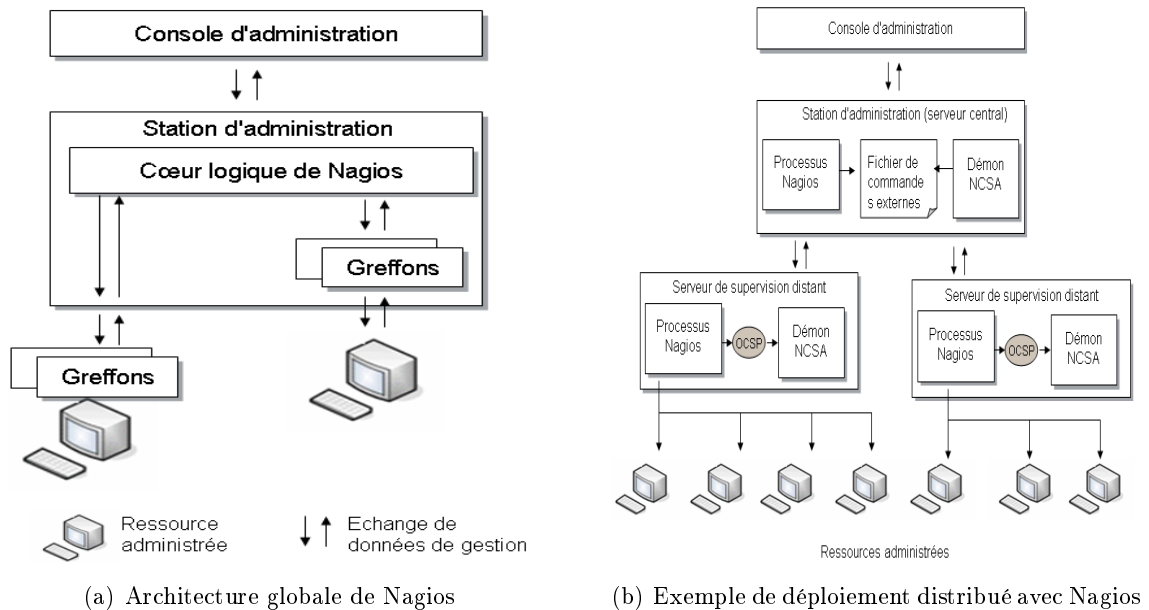 Console d'administration
Station d'administration
Cœur logique de Nagios
Greffons
Greffons
Ressource
administrée
Echange de
données de gestion
(a) Architecture globale de Nagios
Console d'administration
Station d'administration (serveur central)
Processus
Nagios
Fichier de
commande
s externes
Démon
NCSA
Serveur de supervision distant
Processus
Nagios
OCSP
Démon
NCSA
Serveur de supervision distant
Processus
Nagios
OCSP
Démon
NCSA
Ressources administrées
(b) Exemple de déploiement distribué avec Nagios